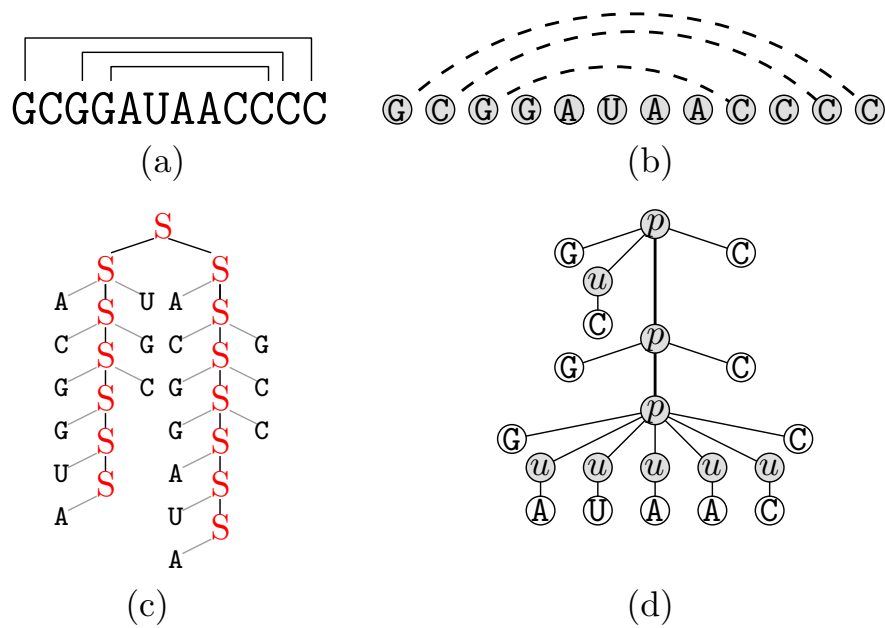 GCGGAUAACCCC
(a)
G C G G A U A A C C C C
(b)
S
S S
A U A
S S
C G C G
S S
G C G C
S S
G G C
S S
U A
S S
A U
S
A
(c)
p
G C
u
C
p
G C
p
G C
u u u u u
A U A A C
(d)